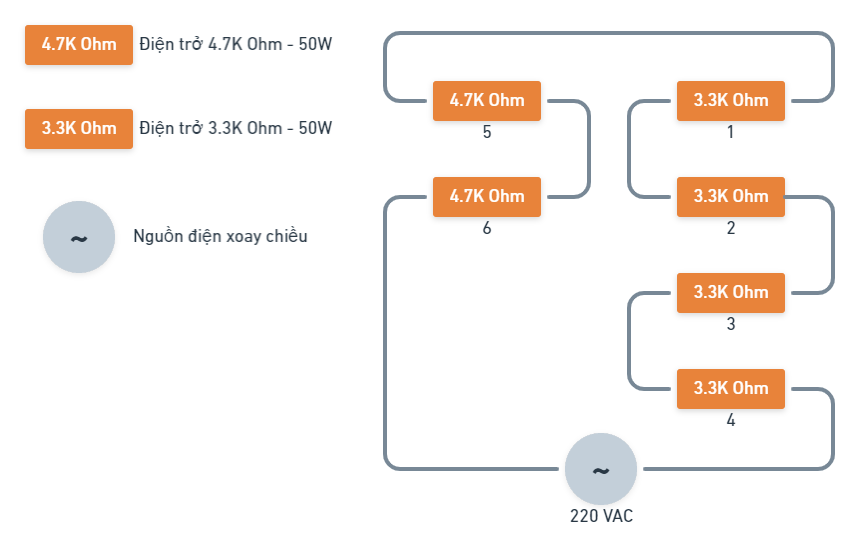 4.7K Ohm Điện trở 4.7K Ohm - 50W
3.3K Ohm Điện trở 3.3K Ohm - 50W
~ Nguồn điện xoay chiều
4.7K Ohm
5
4.7K Ohm
6
3.3K Ohm
1
3.3K Ohm
2
3.3K Ohm
3
3.3K Ohm
4
~
220 VAC